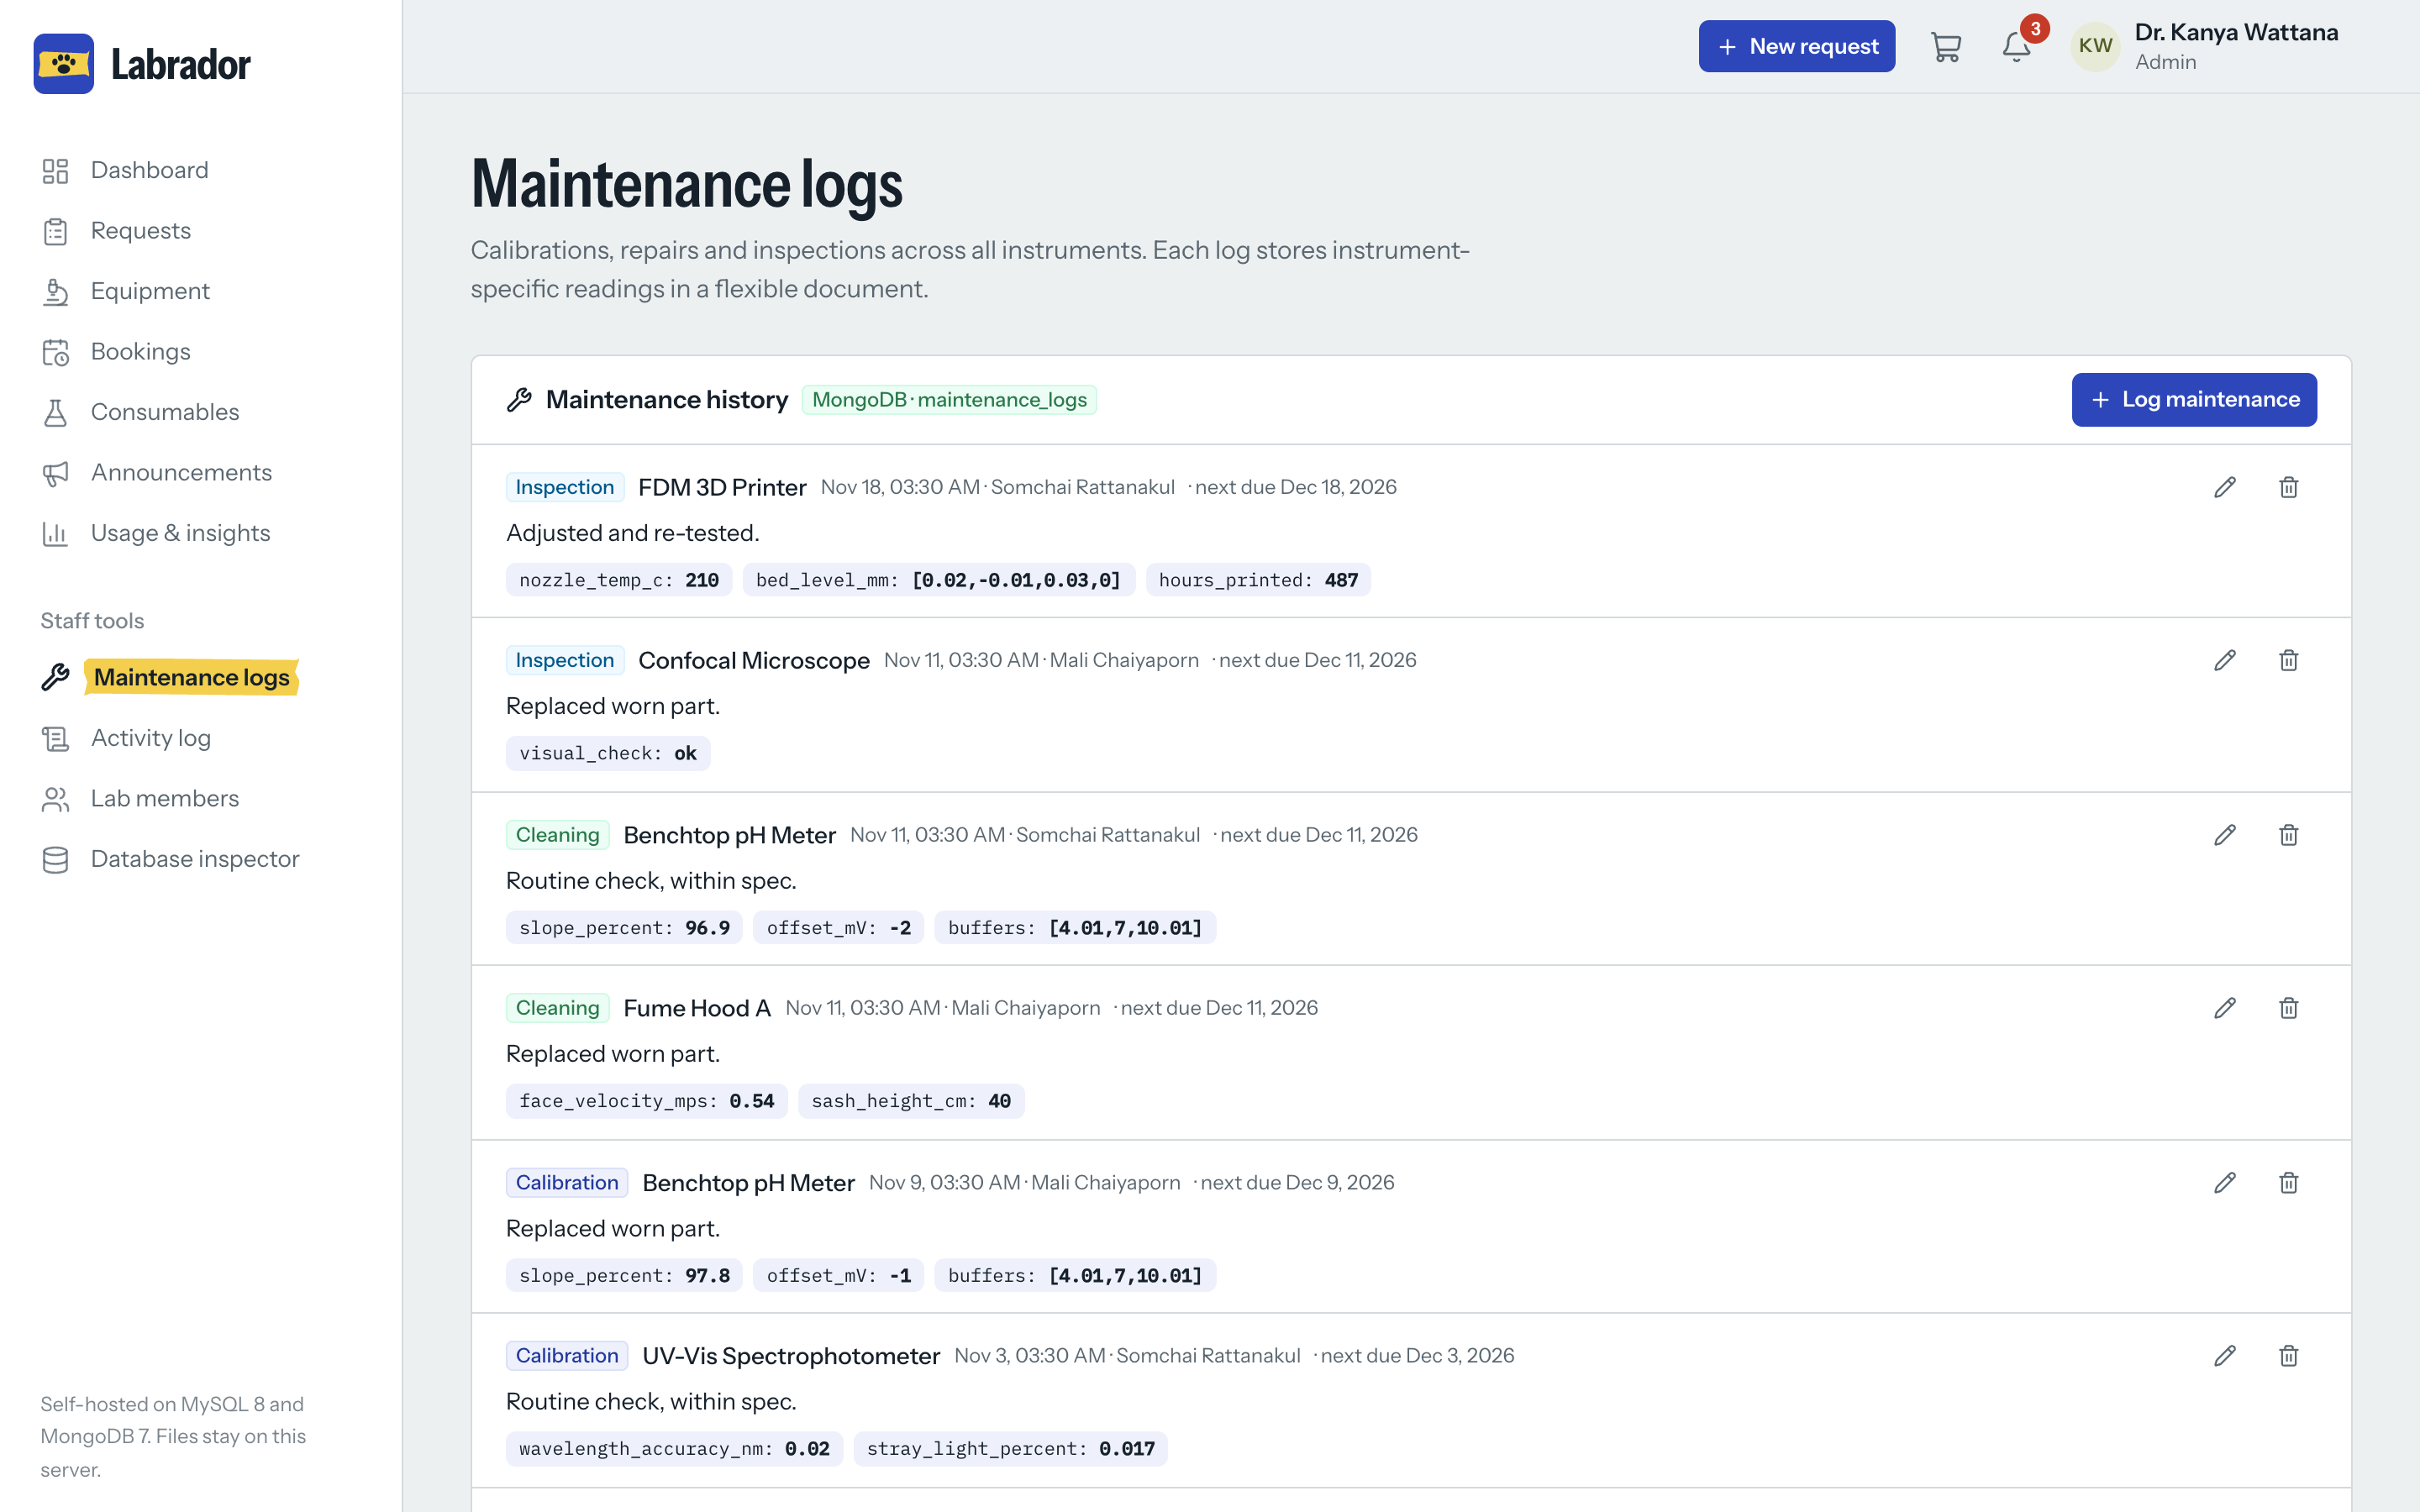 Labrador
Dashboard
Requests
Equipment
Bookings
Consumables
Announcements
Usage & insights
Staff tools
Maintenance logs
Activity log
Lab members
Database inspector
Self-hosted on MySQL 8 and
MongoDB 7. Files stay on this
server.
+ New request
3
KW
Dr. Kanya Wattana
Admin
Maintenance logs
Calibrations, repairs and inspections across all instruments. Each log stores instrument-
specific readings in a flexible document.
Maintenance history MongoDB · maintenance_logs + Log maintenance
Inspection FDM 3D Printer Nov 18, 03:30 AM · Somchai Rattanakul · next due Dec 18, 2026
Adjusted and re-tested.
nozzle_temp_c: 210 bed_level_mm: [0.02,-0.01,0.03,0] hours_printed: 487
Inspection Confocal Microscope Nov 11, 03:30 AM · Mali Chaiyaporn · next due Dec 11, 2026
Replaced worn part.
visual_check: ok
Cleaning Benchtop pH Meter Nov 11, 03:30 AM · Somchai Rattanakul · next due Dec 11, 2026
Routine check, within spec.
slope_percent: 96.9 offset_mV: -2 buffers: [4.01,7,10.01]
Cleaning Fume Hood A Nov 11, 03:30 AM · Mali Chaiyaporn · next due Dec 11, 2026
Replaced worn part.
face_velocity_mps: 0.54 sash_height_cm: 40
Calibration Benchtop pH Meter Nov 9, 03:30 AM · Mali Chaiyaporn · next due Dec 9, 2026
Replaced worn part.
slope_percent: 97.8 offset_mV: -1 buffers: [4.01,7,10.01]
Calibration UV-Vis Spectrophotometer Nov 3, 03:30 AM · Somchai Rattanakul · next due Dec 3, 2026
Routine check, within spec.
wavelength_accuracy_nm: 0.02 stray_light_percent: 0.017